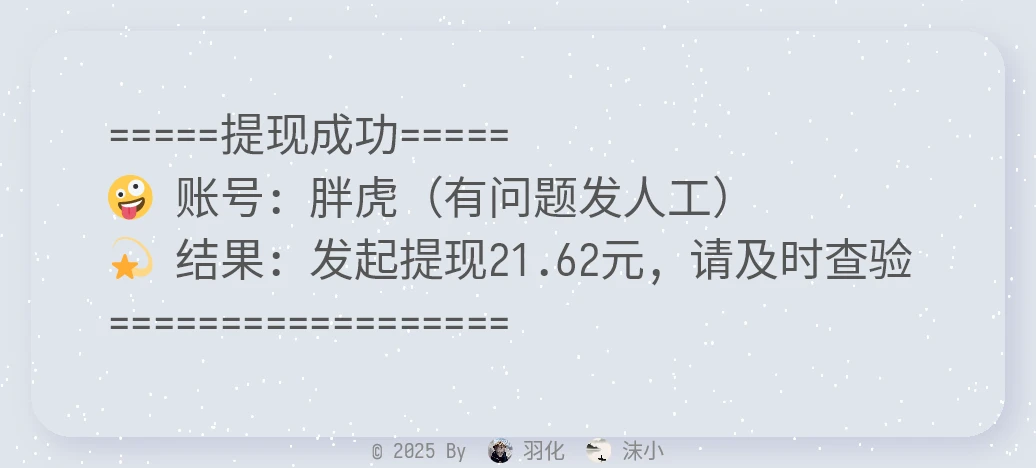 =====提现成功=====
🤪 账号：胖虎（有问题发人工）
💫 结果：发起提现21.62元，请及时查验
==================
© 2025 By 羽化 沫小